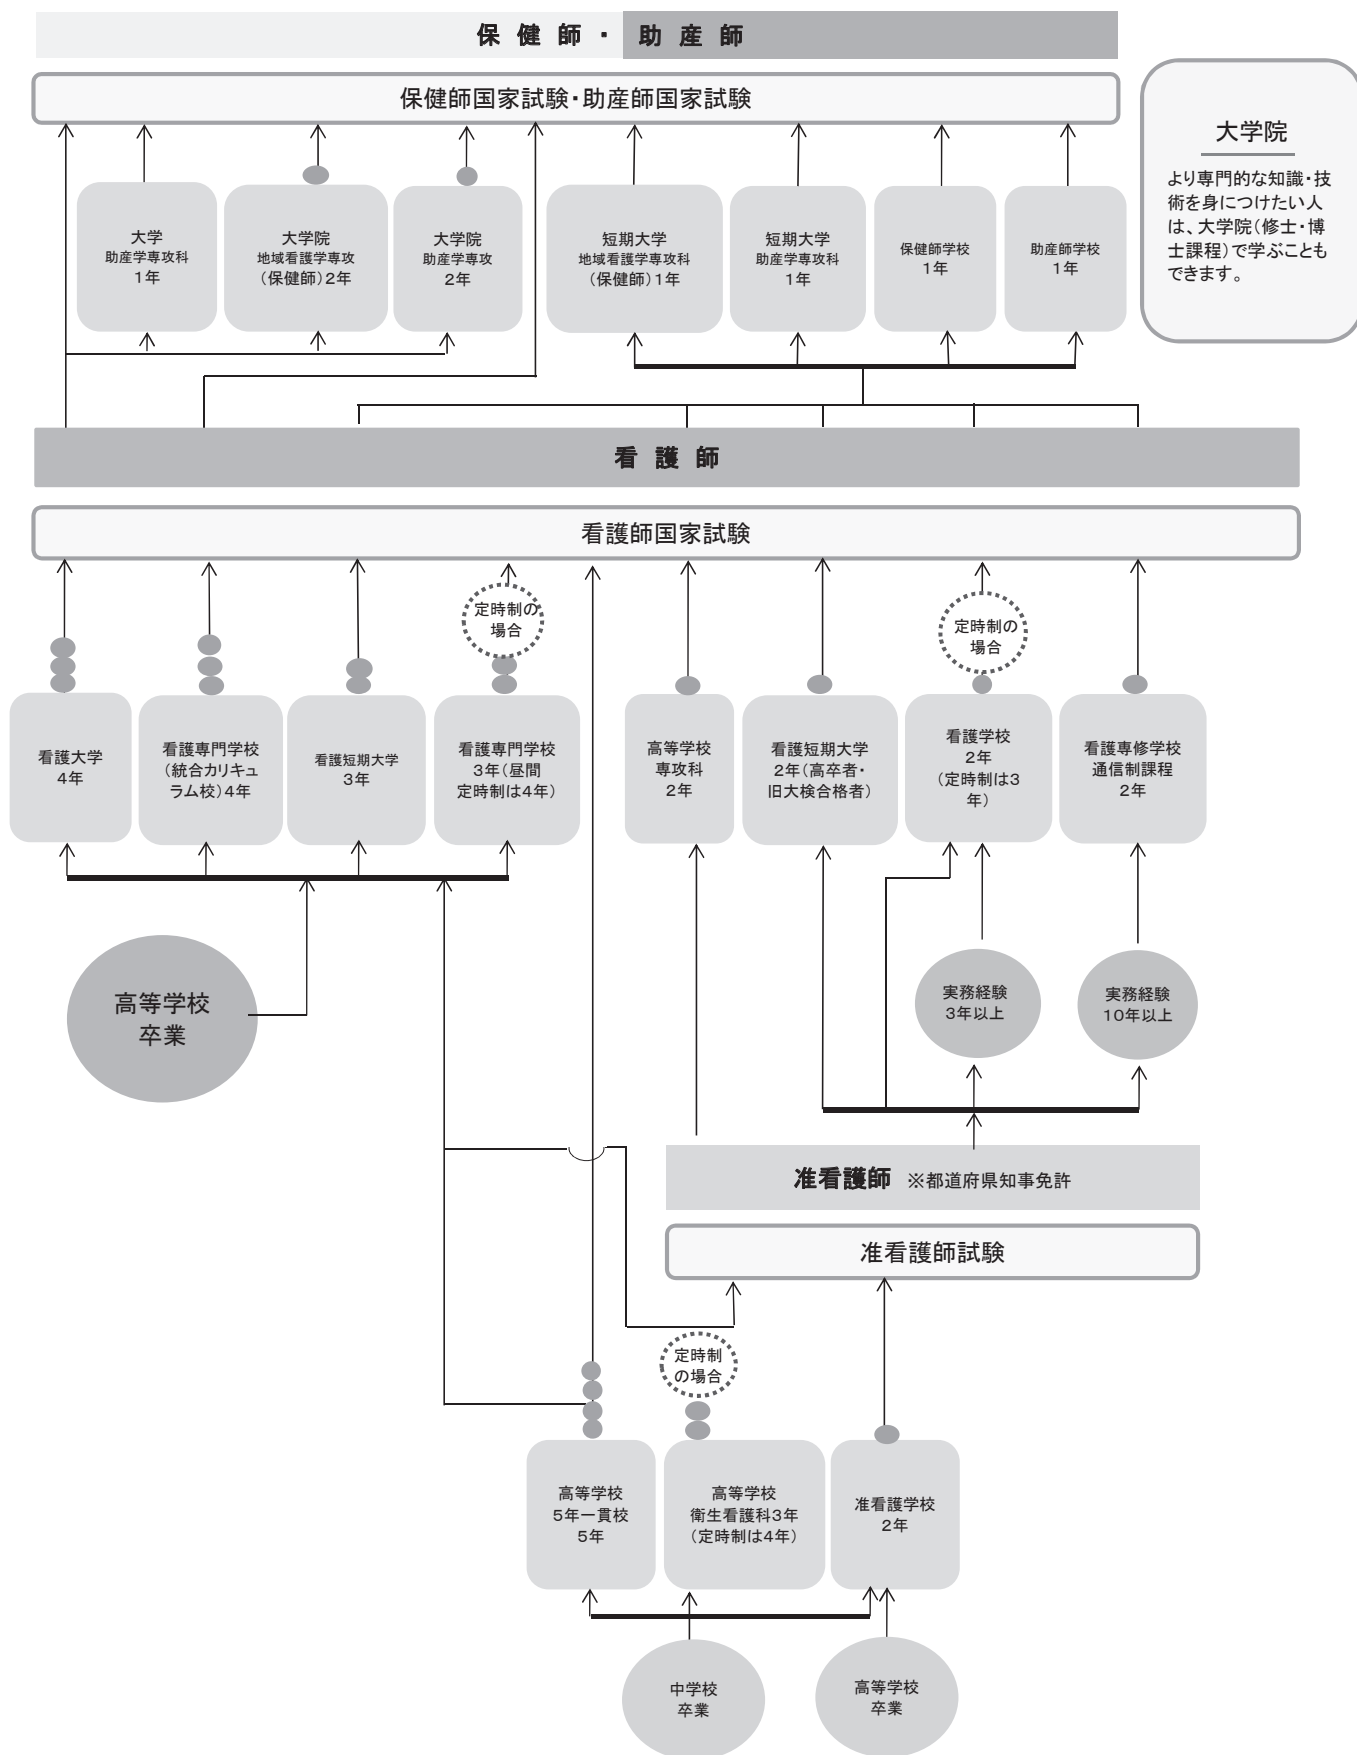 保健師・助産師
保健師国家試験・助産師国家試験
大学
助産学専攻科
1年
大学院
地域看護学専攻
(保健師)2年
大学院
助産学専攻
2年
短期大学
地域看護学専攻科
(保健師)1年
短期大学
助産学専攻科
1年
保健師学校
1年
助産師学校
1年
大学院
より専門的な知識・技
術を身につけたい人
は、大学院(修士・博
士課程)で学ぶことも
できます。
看護師
看護師国家試験
定時制の
場合
定時制の
場合
看護大学
4年
看護専門学校
(統合カリキュ
ラム校)4年
看護短期大学
3年
看護専門学校
3年(昼間
定時制は4年)
高等学校
専攻科
2年
看護短期大学
2年(高卒者・
旧大検合格者)
看護学校
2年
(定時制は3
年)
看護専修学校
通信制課程
2年
高等学校
卒業
実務経験
3年以上
実務経験
10年以上
准看護師 ※都道府県知事免許
准看護師試験
定時制
の場合
高等学校
5年一貫校
5年
高等学校
衛生看護科3年
(定時制は4年)
准看護学校
2年
中学校
卒業
高等学校
卒業